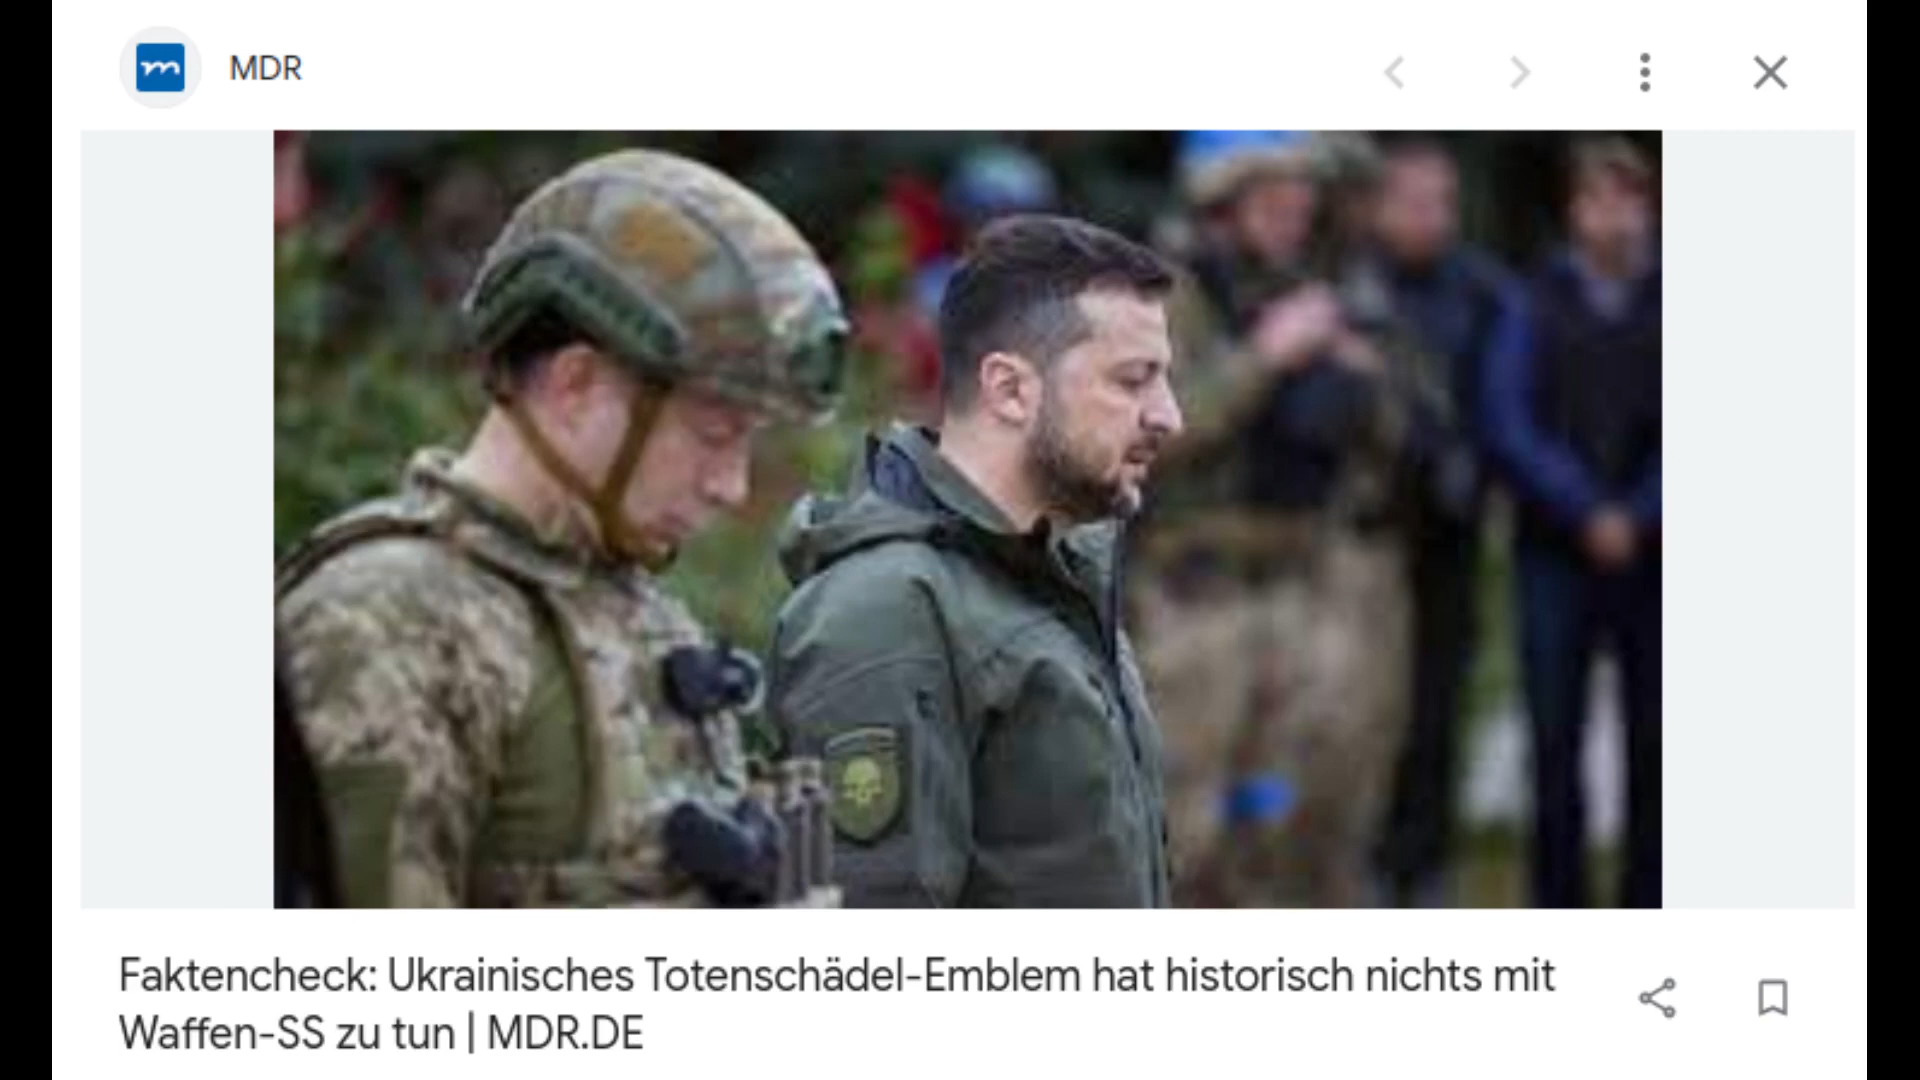 MDR
Faktencheck: Ukrainisches Totenschädel-Emblem hat historisch nichts mit
Waffen-SS zu tun | MDR.DE